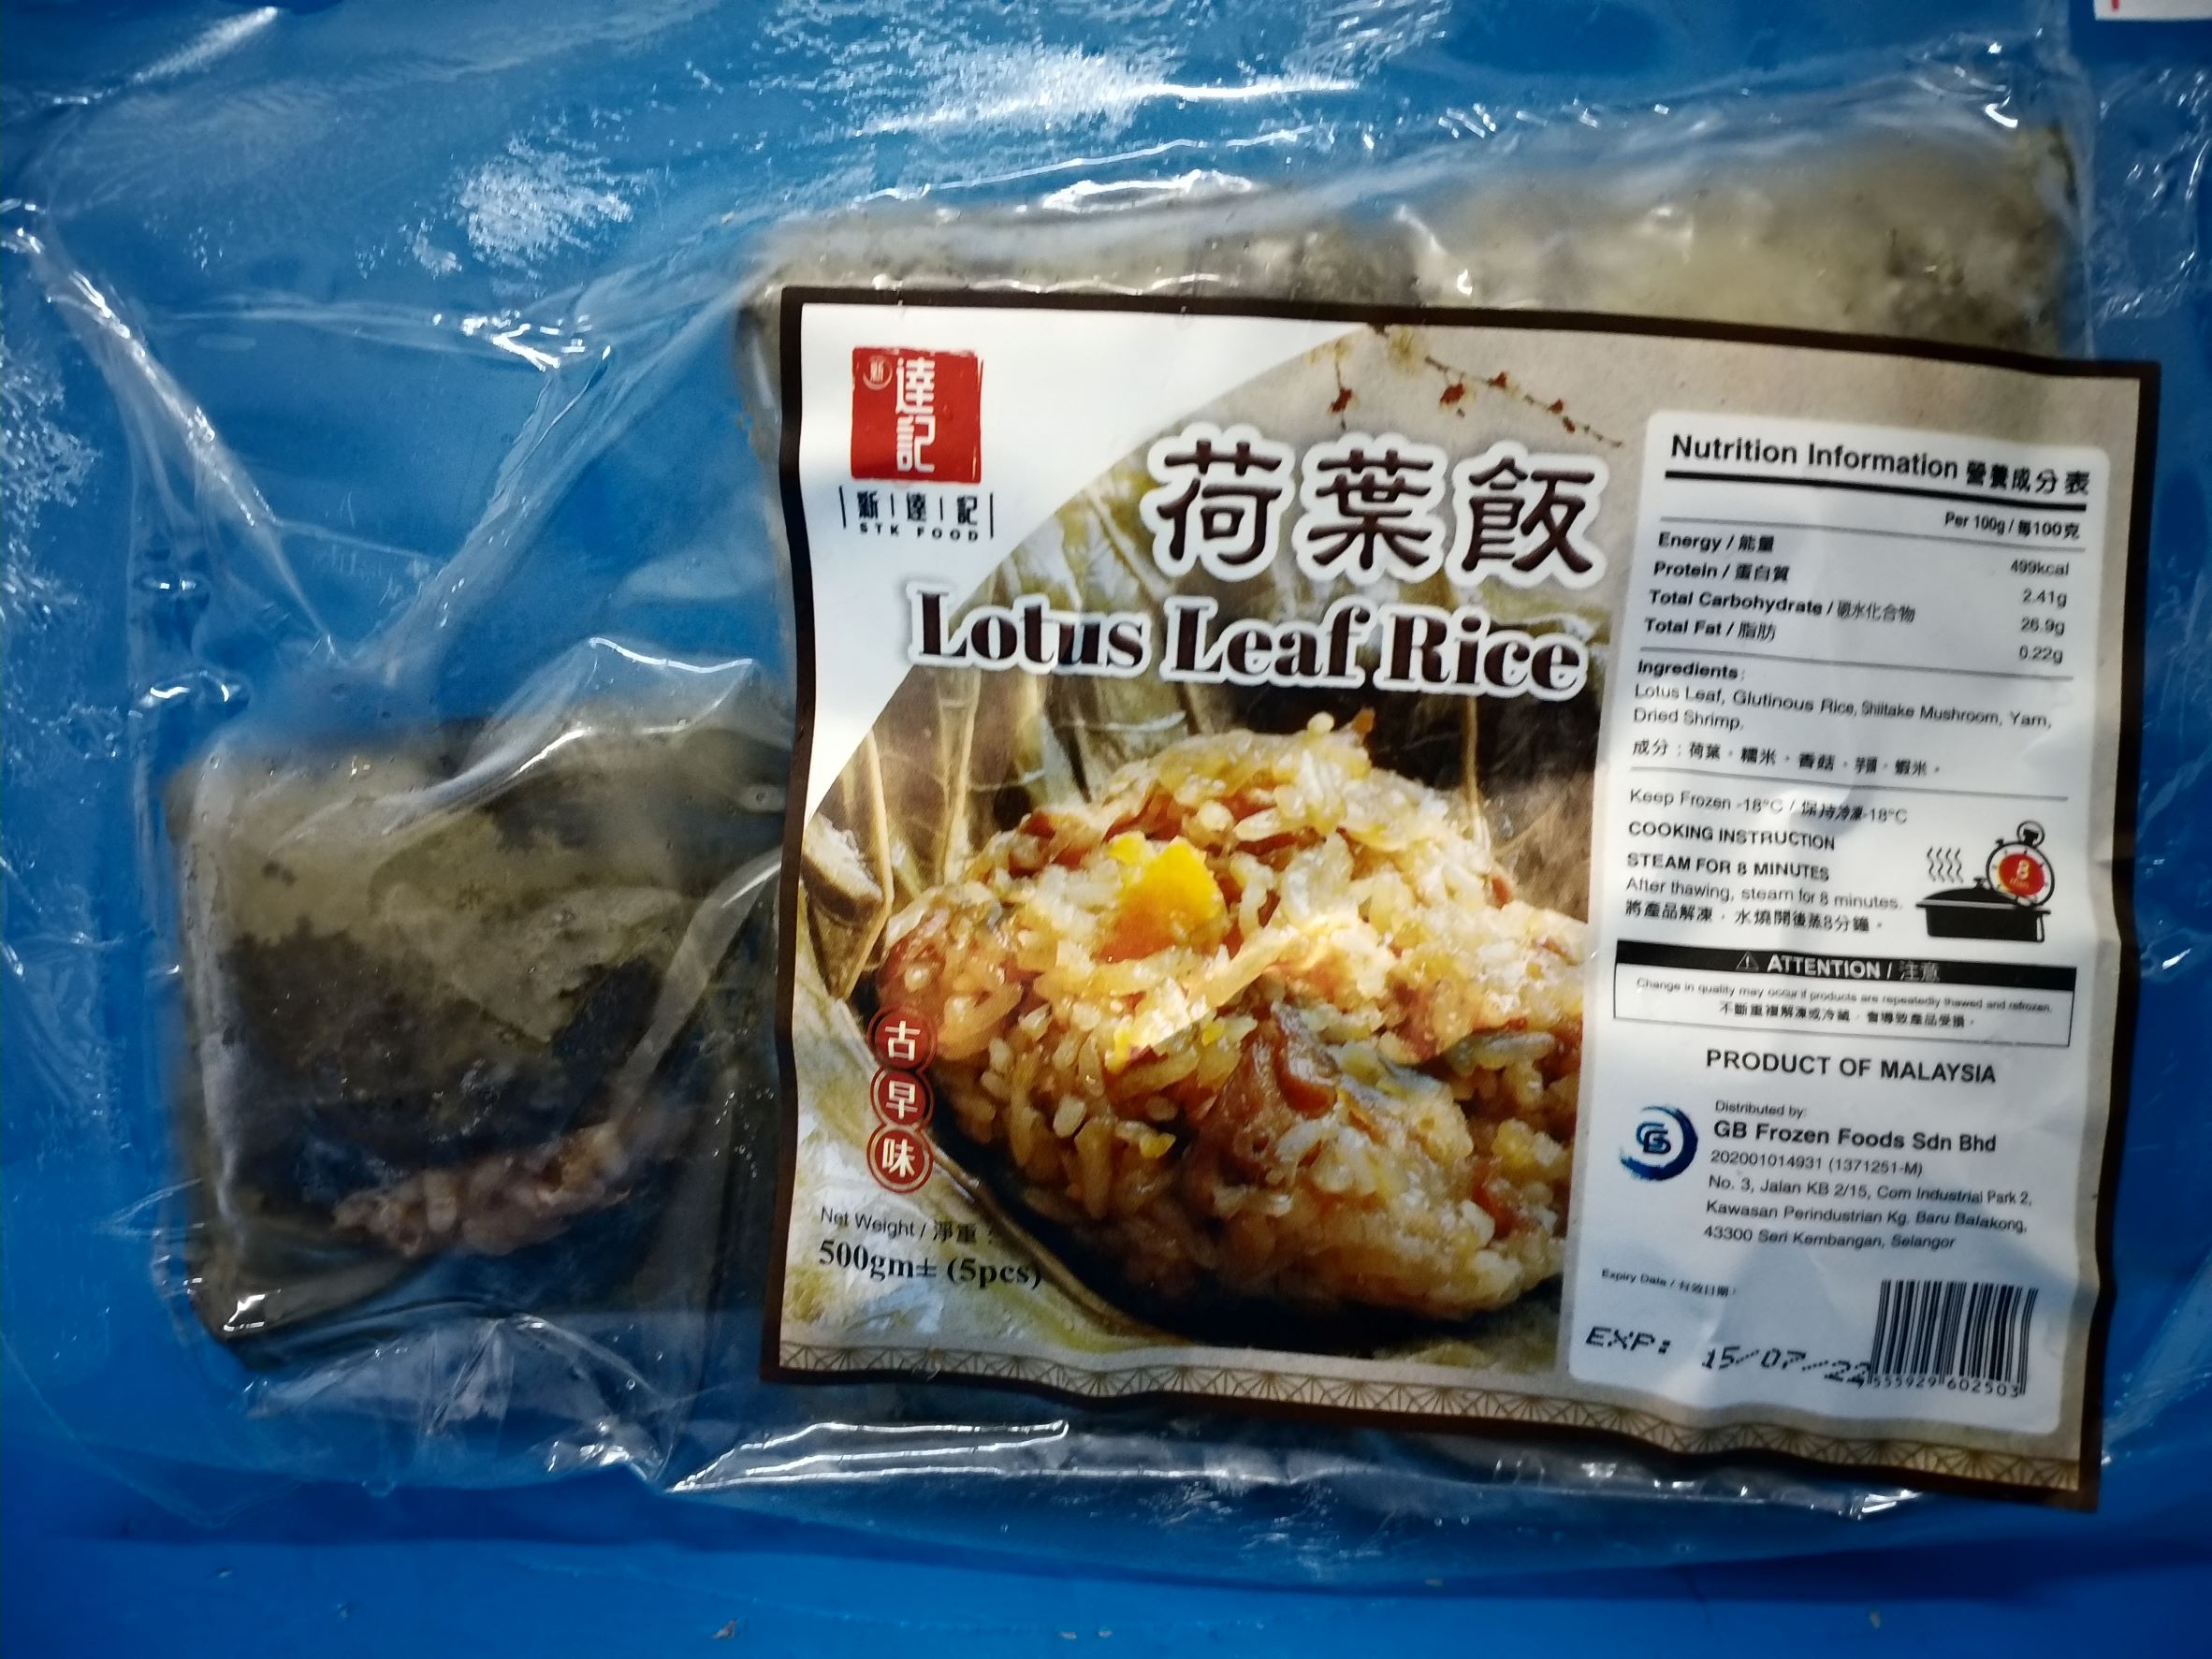 新
達記
新|達|記
STK FOOD
荷葉飯
Lotus Leaf Rice
古早味
Net Weight / 淨重 :
500gm± (5pcs)
Nutrition Information 營養成分表
Per 100g / 每100克
Energy / 能量 499kcal
Protein / 蛋白質 2.41g
Total Carbohydrate / 碳水化合物 26.9g
Total Fat / 脂肪 0.22g
Ingredients:
Lotus Leaf, Glutinous Rice, Shiitake Mushroom, Yam,
Dried Shrimp.
成分：荷葉，糯米，香菇，芋頭，蝦米。
Keep Frozen -18°C / 保持冷凍-18°C
COOKING INSTRUCTION
STEAM FOR 8 MINUTES
After thawing, steam for 8 minutes.
將產品解凍，水燒開後蒸8分鐘。
8
ATTENTION / 注意
Change in quality may occur if products are repeatedly thawed and refrozen.
不斷重複解凍或冷藏，會導致產品受損。
PRODUCT OF MALAYSIA
Distributed by:
GB Frozen Foods Sdn Bhd
202001014931 (1371251-M)
No. 3, Jalan KB 2/15, Com Industrial Park 2,
Kawasan Perindustrian Kg. Baru Balakong,
43300 Seri Kembangan, Selangor
Expiry Date / 有效日期:
EXP: 15/07/22
555929 602503